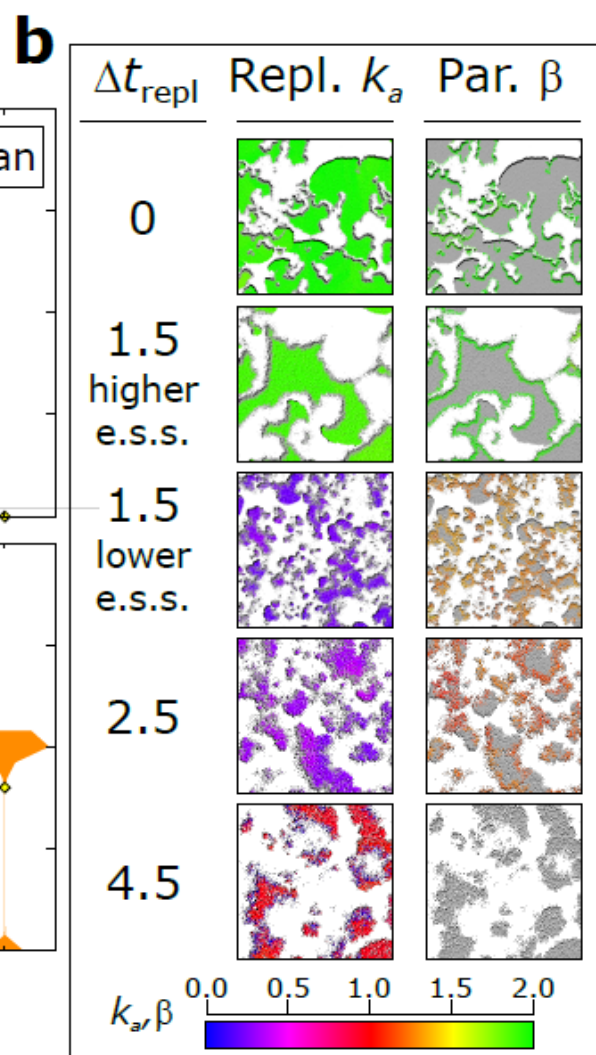 b
an
Δt_repl Repl. k_a Par. β
0
1.5
higher
e.s.s.
1.5
lower
e.s.s.
2.5
4.5
0.0 0.5 1.0 1.5 2.0
k_a,β